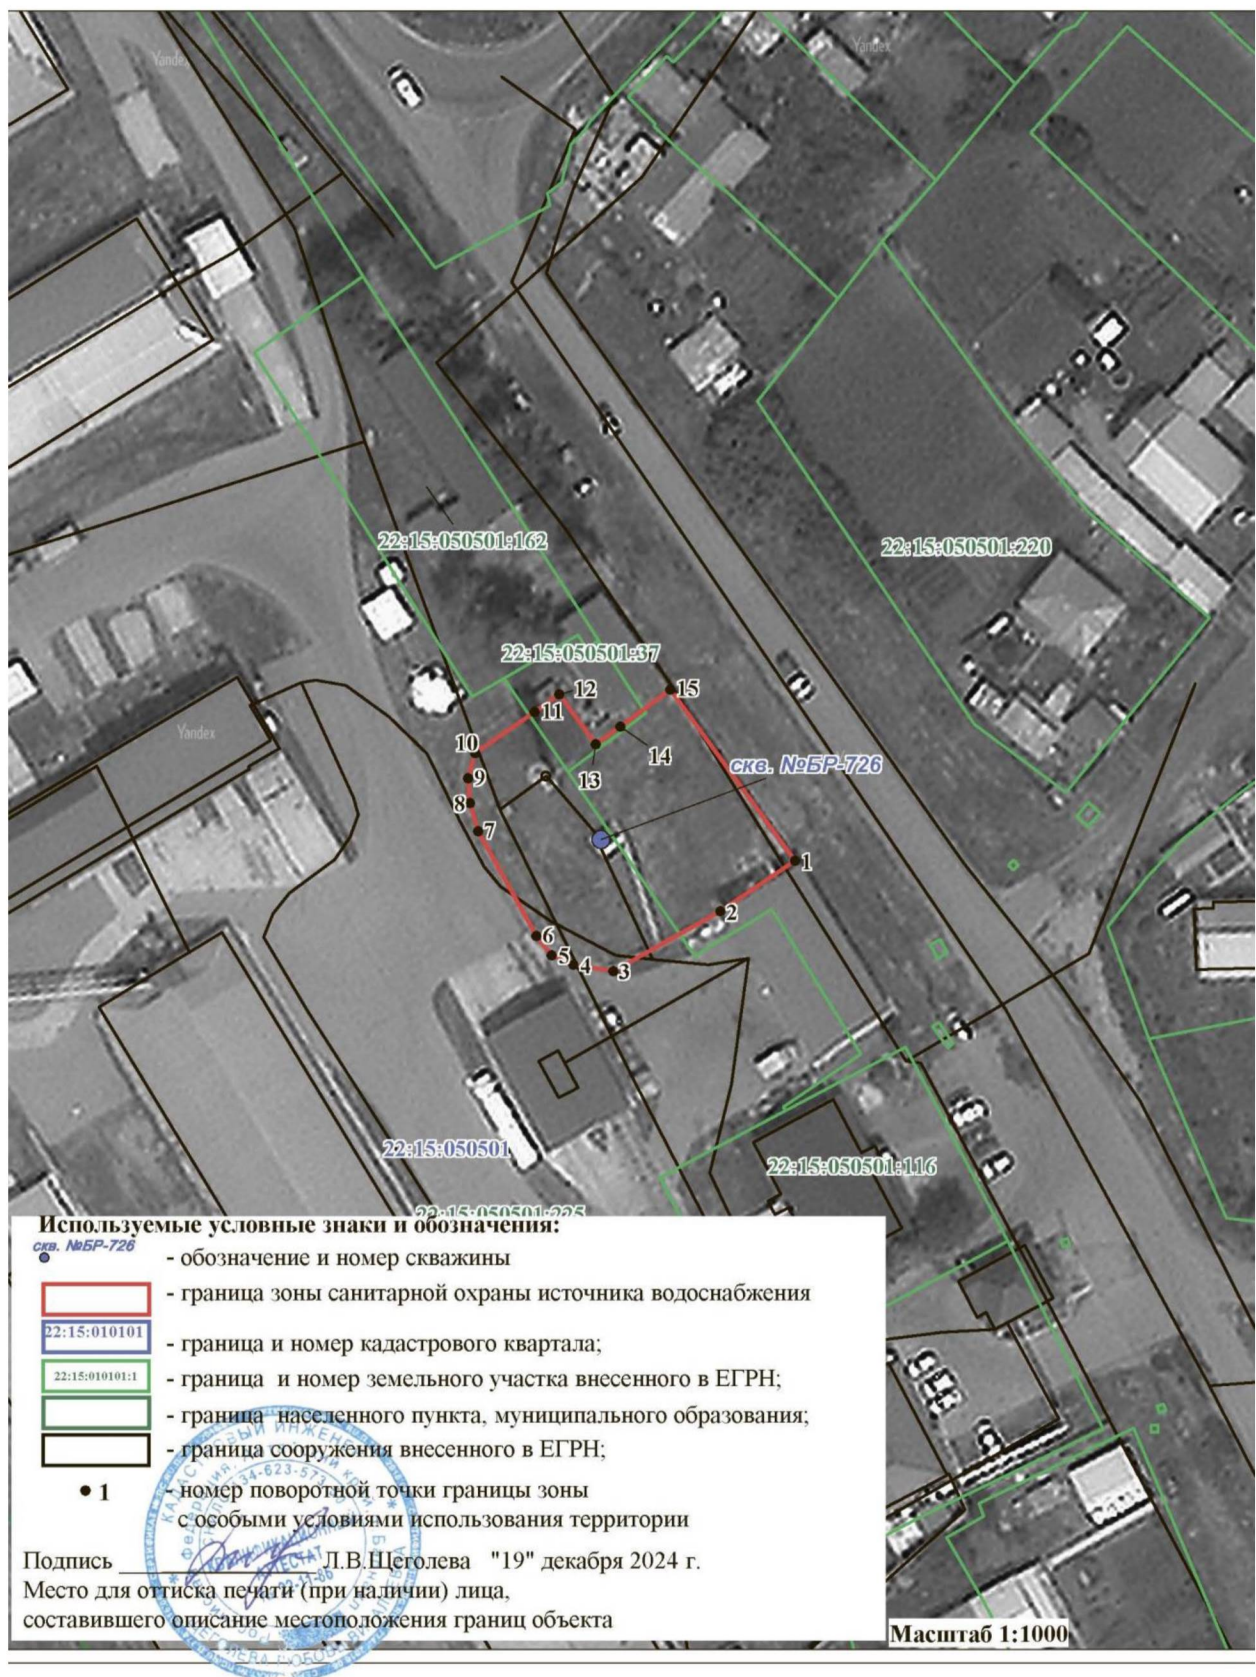 Yandex
Yandex
22:15:050501:162
22:15:050501:220
22:15:050501:37
12
15
11
10
14
13
скв. №БР-726
9
8
7
1
2
6
5
4
3
Yandex
22:15:050501
22:15:050501:116
22:15:050501:225
Используемые условные знаки и обозначения:
скв. №БР-726
- обозначение и номер скважины
- граница зоны санитарной охраны источника водоснабжения
22:15:010101
- граница и номер кадастрового квартала;
22:15:010101:1
- граница и номер земельного участка внесенного в ЕГРН;
- граница населенного пункта, муниципального образования;
- граница сооружения внесенного в ЕГРН;
1
- номер поворотной точки границы зоны
с особыми условиями использования территории
Подпись Л.В.Щеголева "19" декабря 2024 г.
Место для оттиска печати (при наличии) лица,
составившего описание местоположения границ объекта
Масштаб 1:1000